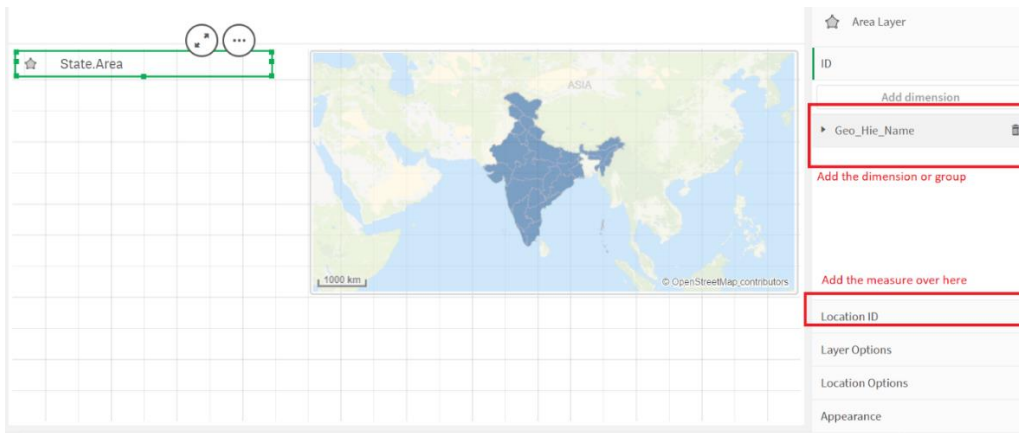 Area Layer
State.Area
ASIA
ID
Add dimension
Geo_Hie_Name
Add the dimension or group
1000 km
© OpenStreetMap contributors
Add the measure over here
Location ID
Layer Options
Location Options
Appearance